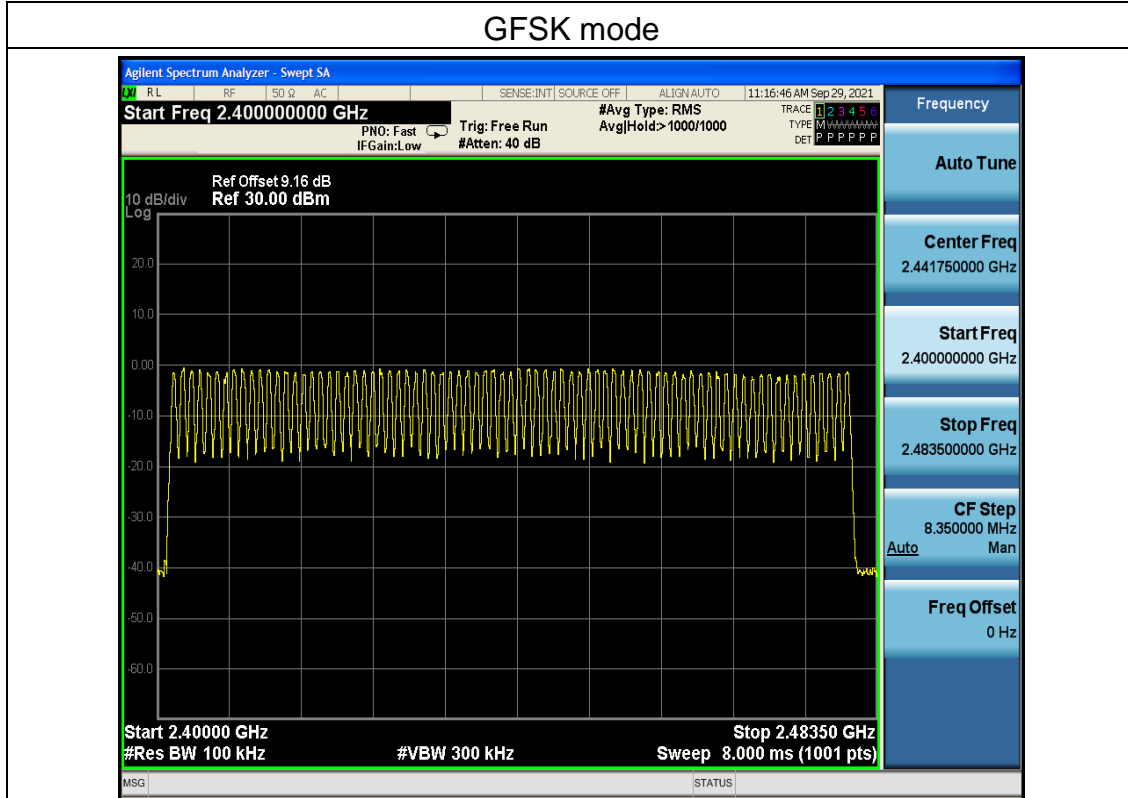 GFSK mode
Agilent Spectrum Analyzer - Swept SA
LXI RL RF 50 Ω AC SENSE:INT SOURCE OFF ALIGN AUTO 11:16:46 AM Sep 29, 2021
Start Freq 2.400000000 GHz
PNO: Fast
IFGain:Low
Trig: Free Run
#Atten: 40 dB
#Avg Type: RMS
Avg|Hold:>1000/1000
TRACE 1 2 3 4 5 6
TYPE M
DET P P P P P P
Ref Offset 9.16 dB
10 dB/div Ref 30.00 dBm
Log
20.0
10.0
0.00
-10.0
-20.0
-30.0
-40.0
-50.0
-60.0
Start 2.40000 GHz Stop 2.48350 GHz
#Res BW 100 kHz #VBW 300 kHz Sweep 8.000 ms (1001 pts)
MSG STATUS
Frequency
Auto Tune
Center Freq
2.441750000 GHz
Start Freq
2.400000000 GHz
Stop Freq
2.483500000 GHz
CF Step
8.350000 MHz
Auto Man
Freq Offset
0 Hz